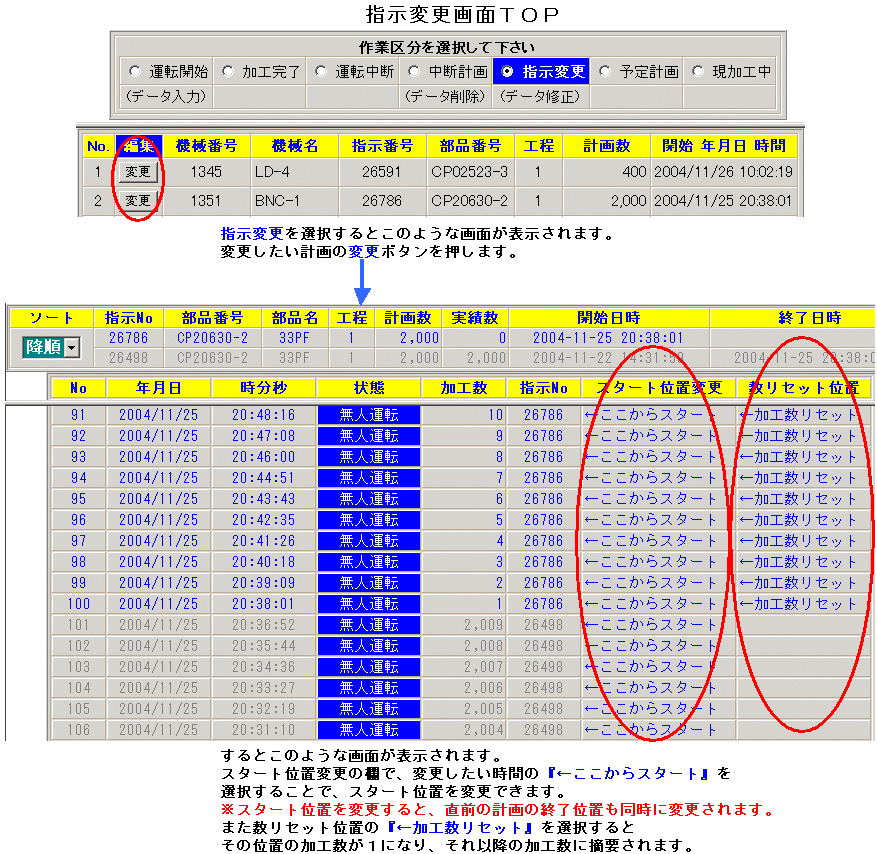 指示変更画面TOP
作業区分を選択して下さい
運転開始 加工完了 運転中断 中断計画 指示変更 予定計画 現加工中
(データ入力) (データ削除) (データ修正)
No. 編集 機械番号 機械名 指示番号 部品番号 工程 計画数 開始 年月日 時間
1 変更 1345 LD-4 26591 CP02523-3 1 400 2004/11/26 10:02:19
2 変更 1351 BNC-1 26786 CP20630-2 1 2,000 2004/11/25 20:38:01
指示変更を選択するとこのような画面が表示されます。
変更したい計画の変更ボタンを押します。
ソート 指示No 部品番号 部品名 工程 計画数 実績数 開始日時 終了日時
降順 26786 CP20630-2 33PF 1 2,000 0 2004-11-25 20:38:01
26498 CP20630-2 33PF 1 2,000 2,000 2004-11-22 14:31:53 2004-11-25 20:38:0
No 年月日 時分秒 状態 加工数 指示No スタート位置変更 数リセット位置
91 2004/11/25 20:48:16 無人運転 10 26786 ←ここからスタート ←加工数リセット
92 2004/11/25 20:47:08 無人運転 9 26786 ←ここからスタート ←加工数リセット
93 2004/11/25 20:46:00 無人運転 8 26786 ←ここからスタート ←加工数リセット
94 2004/11/25 20:44:51 無人運転 7 26786 ←ここからスタート ←加工数リセット
95 2004/11/25 20:43:43 無人運転 6 26786 ←ここからスタート ←加工数リセット
96 2004/11/25 20:42:35 無人運転 5 26786 ←ここからスタート ←加工数リセット
97 2004/11/25 20:41:26 無人運転 4 26786 ←ここからスタート ←加工数リセット
98 2004/11/25 20:40:18 無人運転 3 26786 ←ここからスタート ←加工数リセット
99 2004/11/25 20:39:09 無人運転 2 26786 ←ここからスタート ←加工数リセット
100 2004/11/25 20:38:01 無人運転 1 26786 ←ここからスタート ←加工数リセット
101 2004/11/25 20:36:52 無人運転 2,009 26498 ←ここからスタート
102 2004/11/25 20:35:44 無人運転 2,008 26498 ←ここからスタート
103 2004/11/25 20:34:36 無人運転 2,007 26498 ←ここからスタート
104 2004/11/25 20:33:27 無人運転 2,006 26498 ←ここからスタート
105 2004/11/25 20:32:19 無人運転 2,005 26498 ←ここからスタート
106 2004/11/25 20:31:10 無人運転 2,004 26498 ←ここからスタート
するとこのような画面が表示されます。
スタート位置変更の欄で、変更したい時間の『←ここからスタート』を
選択することで、スタート位置を変更できます。
※スタート位置を変更すると、直前の計画の終了位置も同時に変更されます。
また数リセット位置の『←加工数リセット』を選択すると
その位置の加工数が1になり、それ以降の加工数に摘要されます。